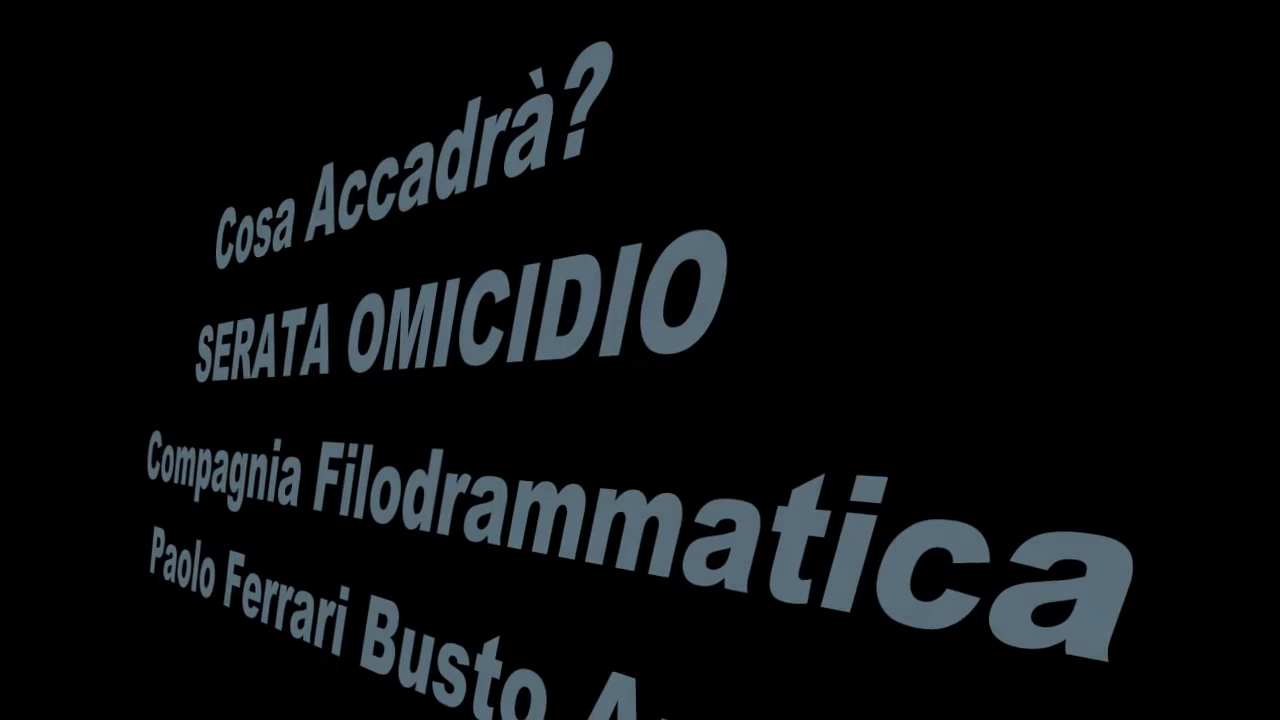 Cosa Accadrà?
SERATA OMICIDIO
Compagnia Filodrammatica
Paolo Ferrari Busto